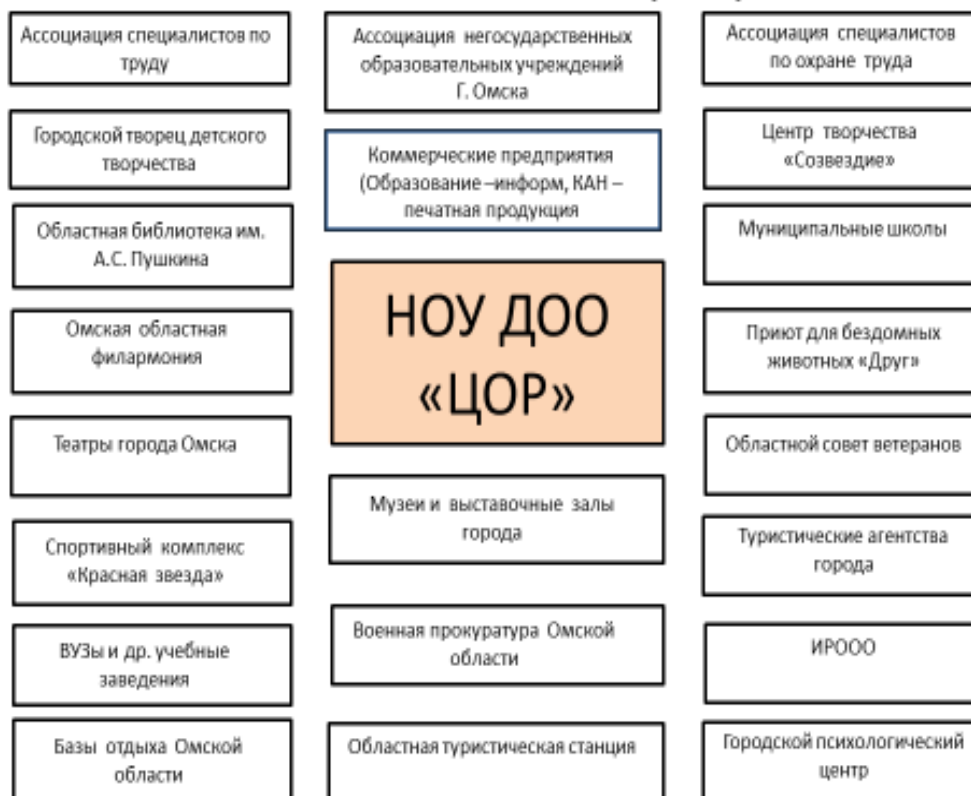 Ассоциация специалистов по
труду
Городской творец детского
творчества
Областная библиотека им.
А.С. Пушкина
Омская областная
филармония
Театры города Омска
Спортивный комплекс
«Красная звезда»
ВУЗы и др. учебные
заведения
Базы отдыха Омской
области
Ассоциация негосударственных
образовательных учреждений
Г. Омска
Коммерческие предприятия
(Образование –информ, КАН –
печатная продукция
НОУ ДОО
«ЦОР»
Музеи и выставочные залы
города
Военная прокуратура Омской
области
Областная туристическая станция
Ассоциация специалистов
по охране труда
Центр творчества
«Созвездие»
Муниципальные школы
Приют для бездомных
животных «Друг»
Областной совет ветеранов
Туристические агентства
города
ИРООО
Городской психологический
центр